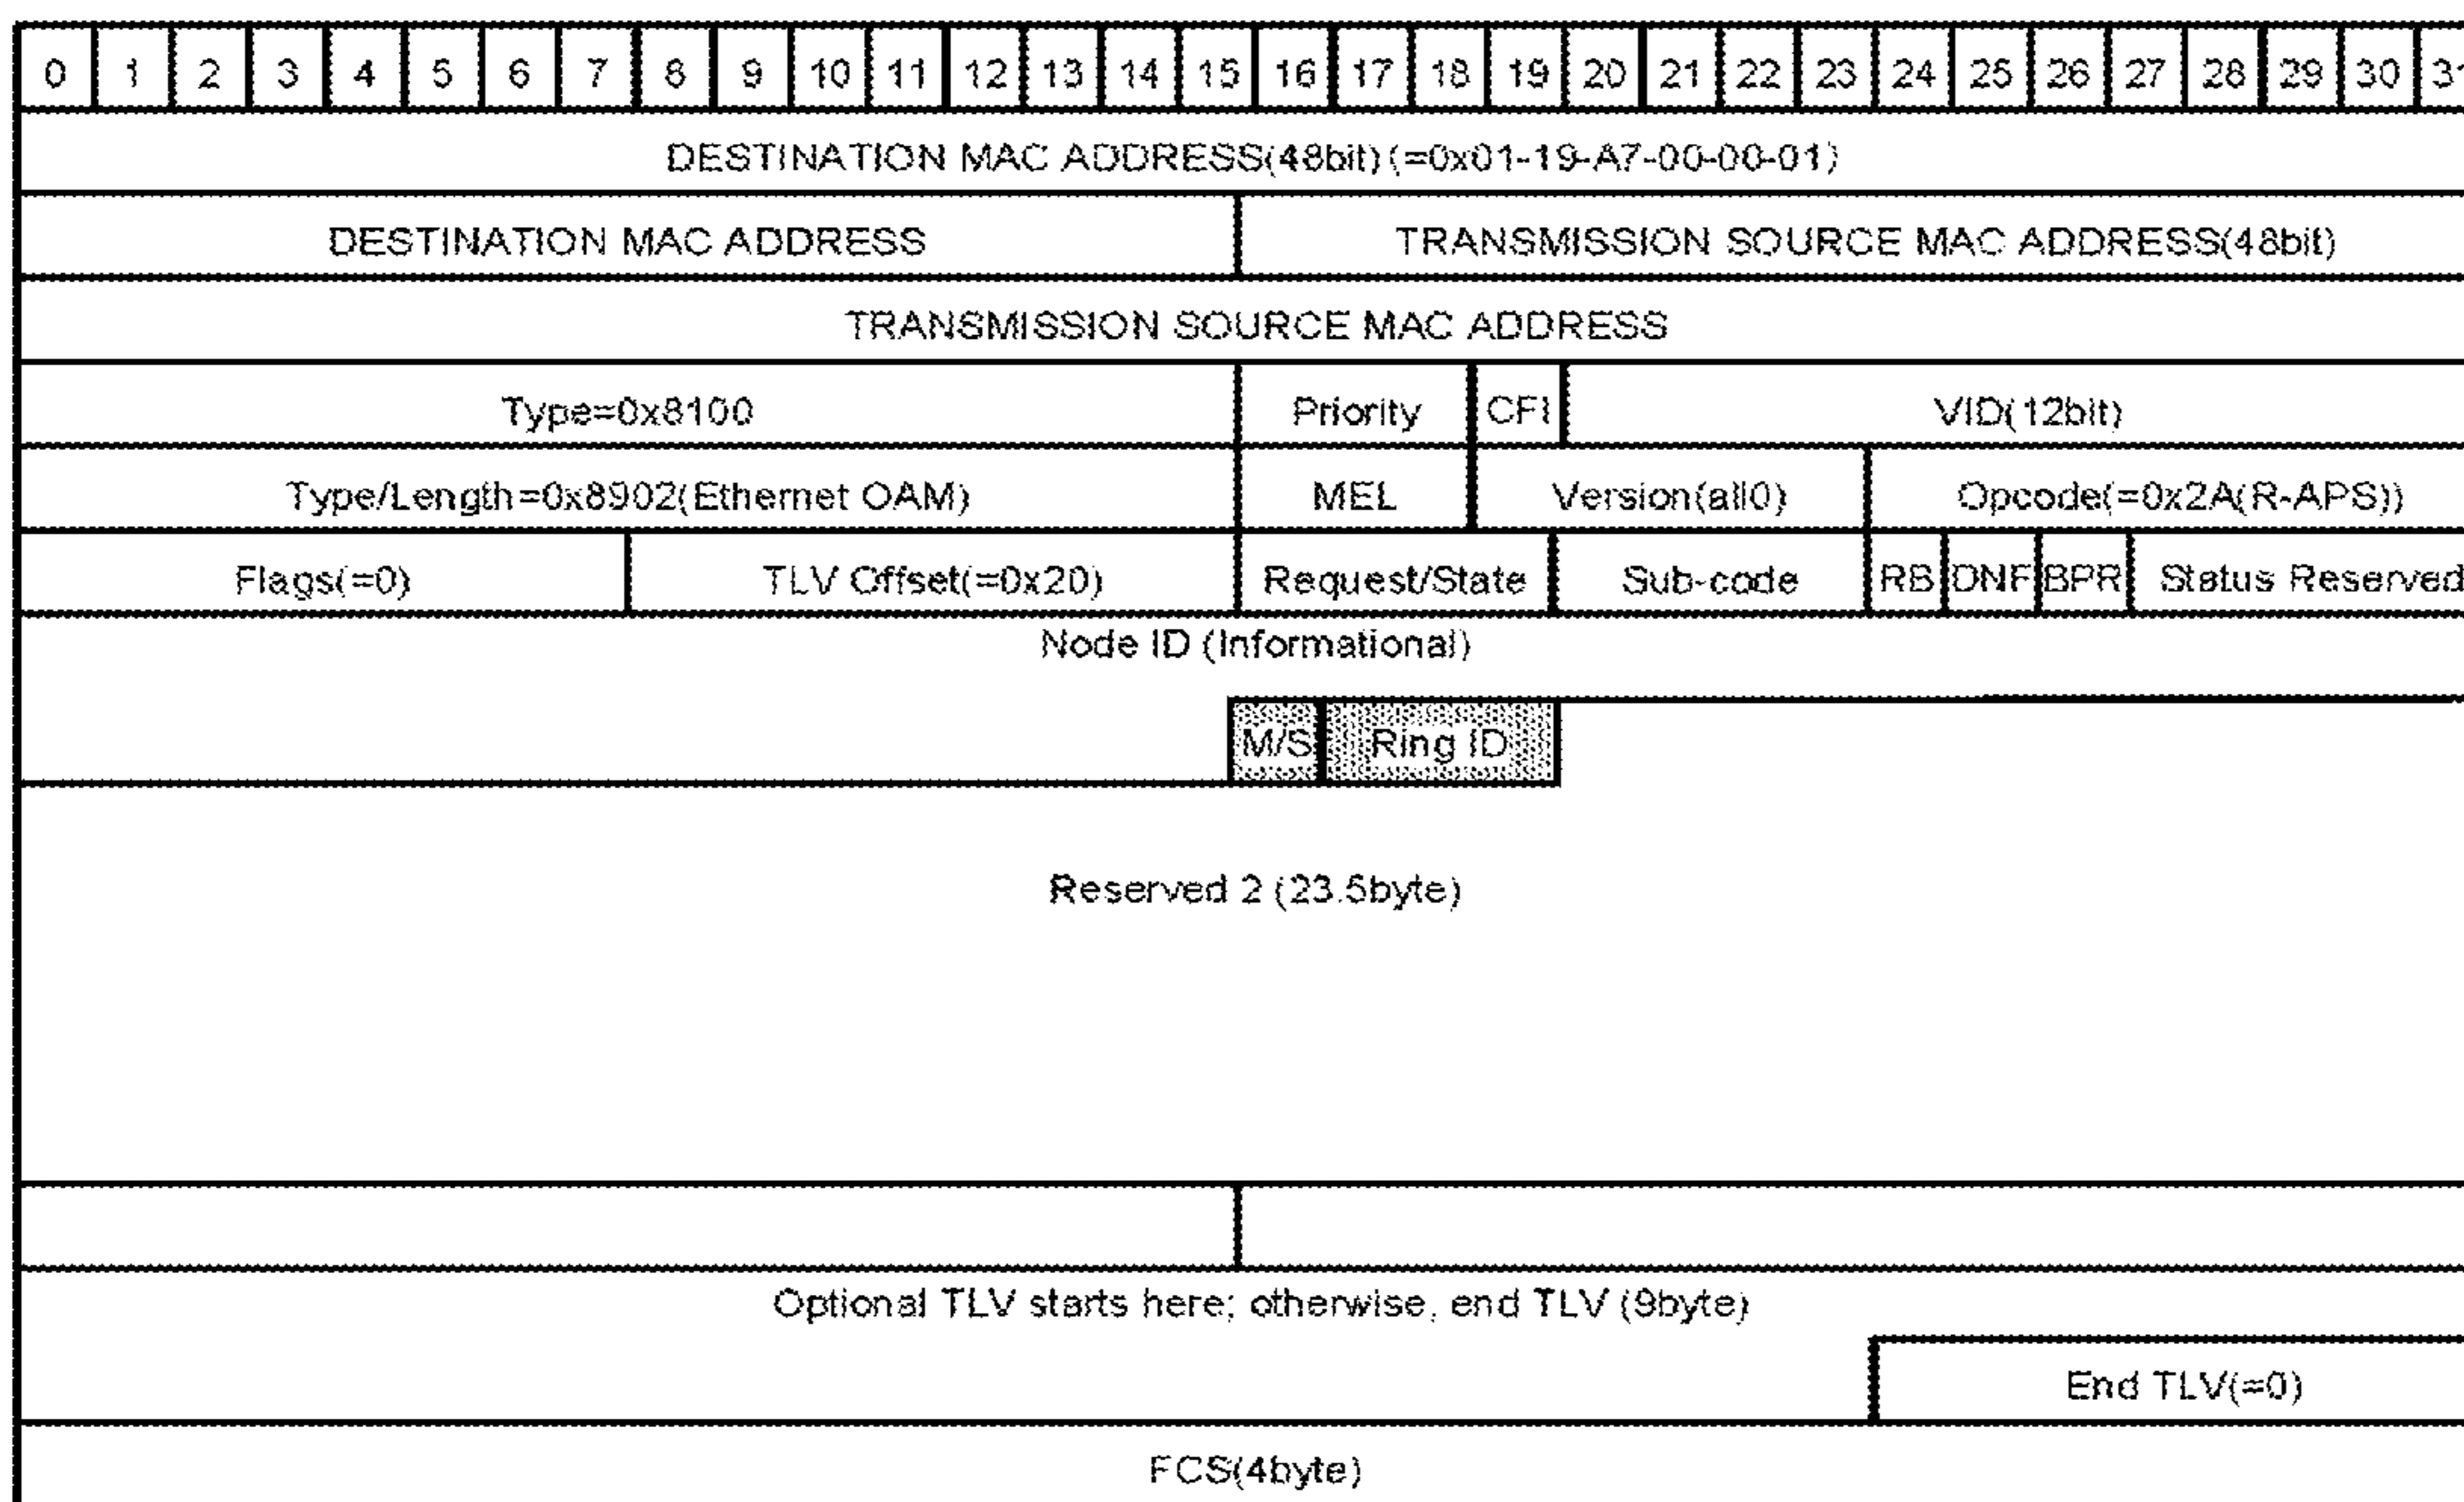 0 1 2 3 4 5 6 7 8 9 10 11 12 13 14 15 16 17 18 19 20 21 22 23 24 25 26 27 28 29 30 31
DESTINATION MAC ADDRESS(48bit)(=0x01-19-A7-00-00-01)
DESTINATION MAC ADDRESS TRANSMISSION SOURCE MAC ADDRESS(48bit)
TRANSMISSION SOURCE MAC ADDRESS
Type=0x8100 Priority CFI VID(12bit)
Type/Length=0x8902(Ethernet OAM) MEL Version(all0) Opcode(=0x2A(R-APS))
Flags(=0) TLV Offset(=0x20) Request/State Sub-code RB DNF BPR Status Reserved
Node ID (Informational)
M/S Ring ID
Reserved 2 (23.5byte)
Optional TLV starts here; otherwise, end TLV (9byte)
End TLV(=0)
FCS(4byte)